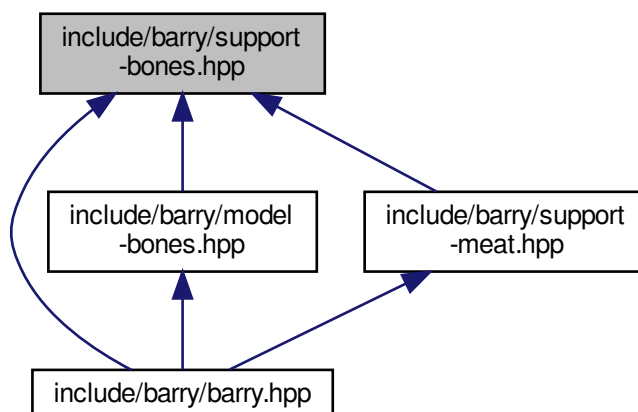 include/barry/support
-bones.hpp
include/barry/model
-bones.hpp
include/barry/support
-meat.hpp
include/barry/barry.hpp